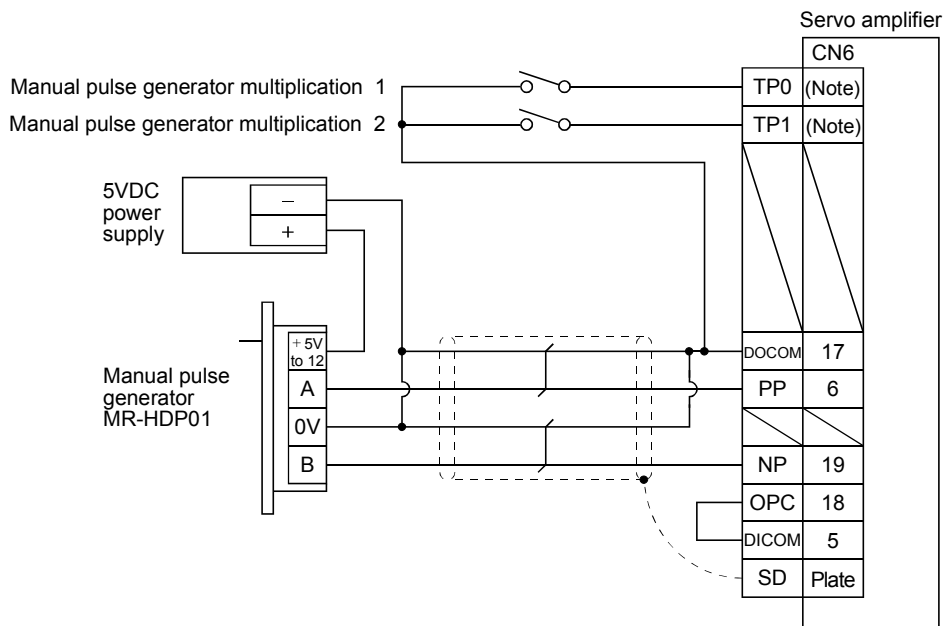 Servo amplifier
CN6
Manual pulse generator multiplication 1
TP0 (Note)
Manual pulse generator multiplication 2
TP1 (Note)
5VDC
power
supply
−
+
+5V
to 12
DOCOM 17
Manual pulse
generator
MR-HDP01
A
PP 6
0V
B
NP 19
OPC 18
DICOM 5
SD Plate